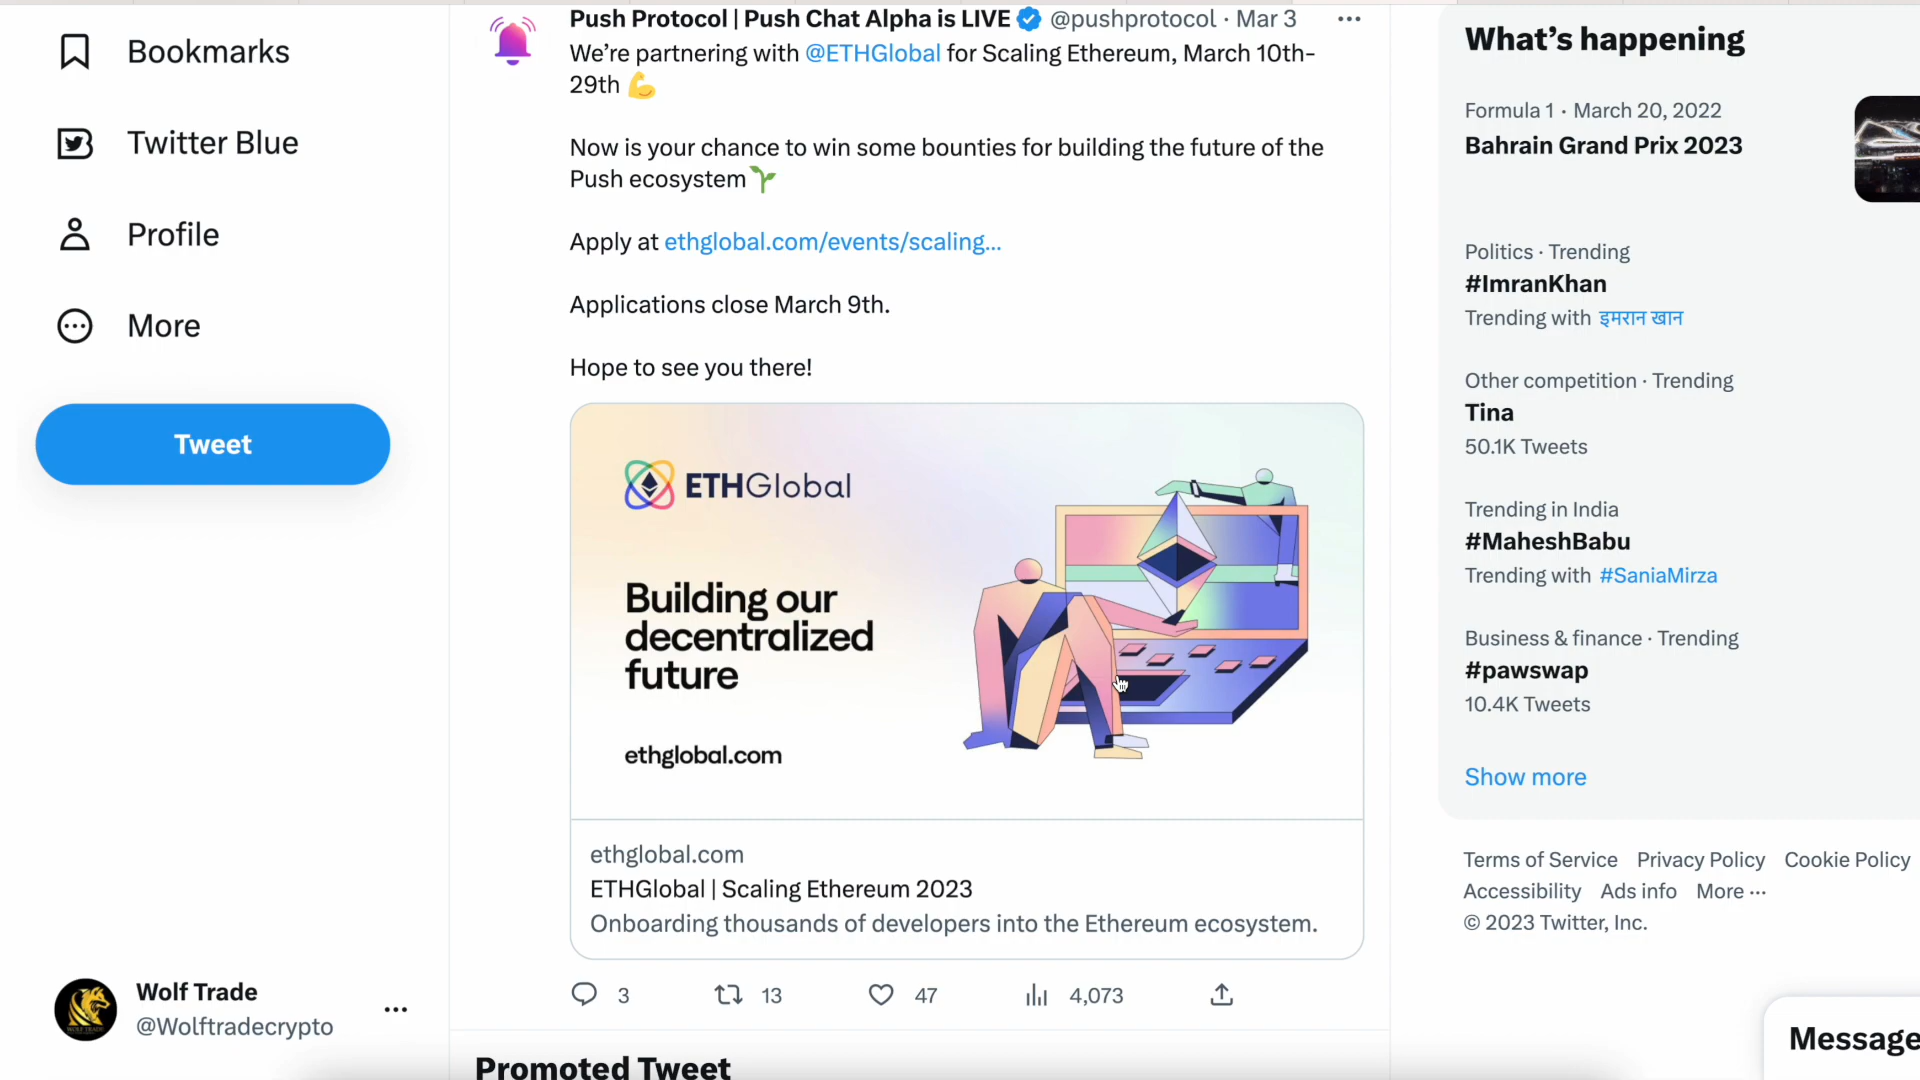 Bookmarks
Twitter Blue
Profile
More
Tweet
Wolf Trade
@Wolftradecrypto
Push Protocol | Push Chat Alpha is LIVE @pushprotocol · Mar 3
We're partnering with @ETHGlobal for Scaling Ethereum, March 10th-
29th 💪
Now is your chance to win some bounties for building the future of the
Push ecosystem🌱
Apply at ethglobal.com/events/scaling...
Applications close March 9th.
Hope to see you there!
ETHGlobal
Building our
decentralized
future
ethglobal.com
ethglobal.com
ETHGlobal | Scaling Ethereum 2023
Onboarding thousands of developers into the Ethereum ecosystem.
3 13 47 4,073
Promoted Tweet
What's happening
Formula 1 · March 20, 2022
Bahrain Grand Prix 2023
Politics · Trending
#ImranKhan
Trending with इमरान खान
Other competition · Trending
Tina
50.1K Tweets
Trending in India
#MaheshBabu
Trending with #SaniaMirza
Business & finance · Trending
#pawswap
10.4K Tweets
Show more
Terms of Service Privacy Policy Cookie Policy
Accessibility Ads info More ···
© 2023 Twitter, Inc.
Message